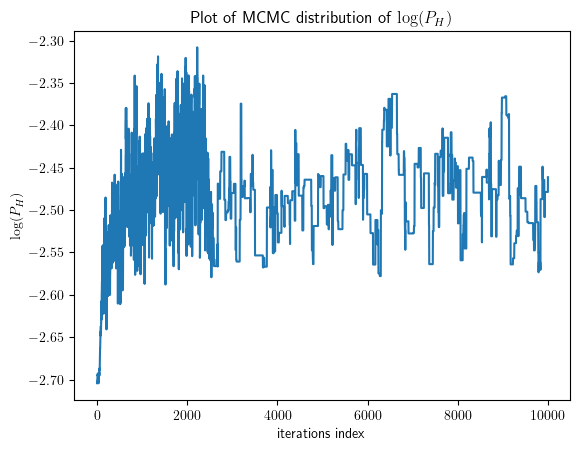 Plot of MCMC distribution of log(P_H)
−2.30
−2.35
−2.40
−2.45
−2.50
−2.55
−2.60
−2.65
−2.70
log(P_H)
0 2000 4000 6000 8000 10000
iterations index